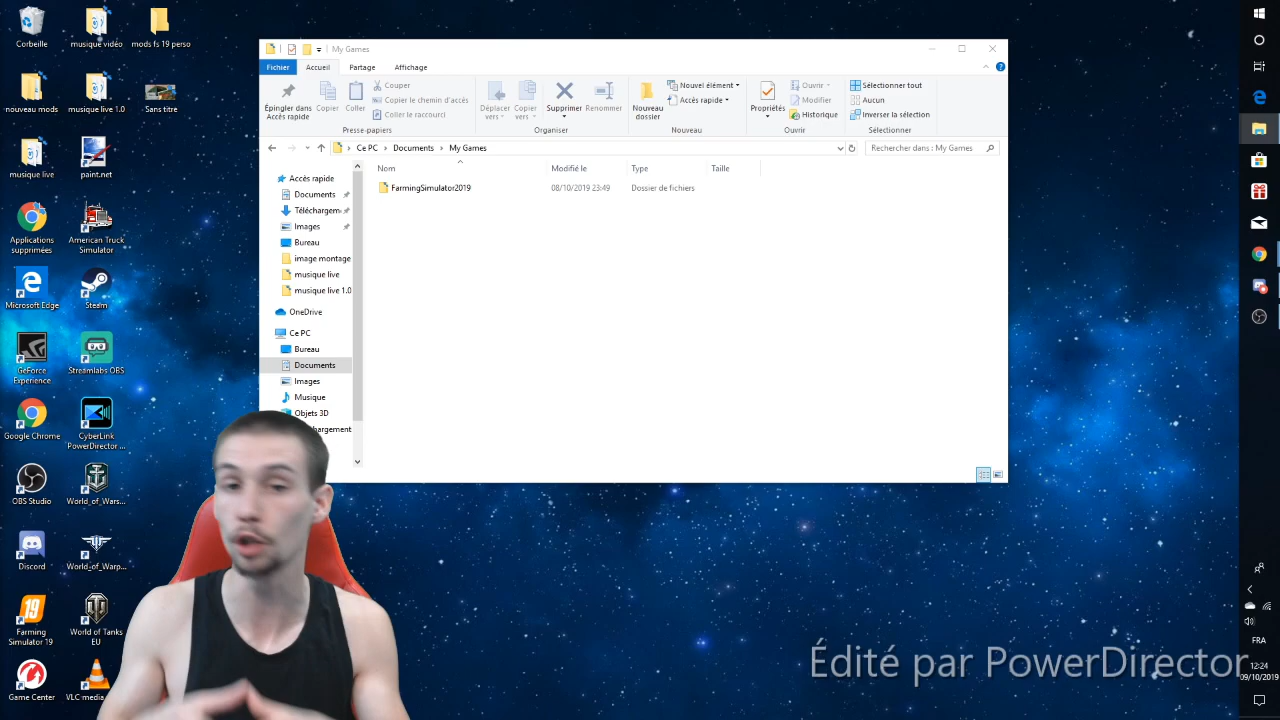 Corbeille
musique vidéo
mods fs 19 perso
nouveau mods
musique live 1.0
Sans titre
musique live
paint.net
Applications
supprimées
American Truck
Simulator
Microsoft Edge
Steam
GeForce
Experience
Streamlabs OBS
Google Chrome
CyberLink
PowerDirector ...
OBS Studio
World_of_Wars...
Discord
World_of_Warp...
Farming
Simulator 19
World of Tanks
EU
Game Center
VLC media
My Games
Fichier
Accueil
Partage
Affichage
Épingler dans
Accès rapide
Copier
Coller
Couper
Copier le chemin d'accès
Coller le raccourci
Presse-papiers
Déplacer
vers
Copier
vers
Supprimer
Renommer
Organiser
Nouveau
dossier
Nouvel élément
Accès rapide
Nouveau
Propriétés
Ouvrir
Modifier
Historique
Ouvrir
Sélectionner tout
Aucun
Inverser la sélection
Sélectionner
Ce PC
Documents
My Games
Rechercher dans : My Games
Nom
Modifié le
Type
Taille
FarmingSimulator2019
08/10/2019 23:49
Dossier de fichiers
Accès rapide
Documents
Téléchargem
Images
Bureau
image montage
musique live
musique live 1.0
OneDrive
Ce PC
Bureau
Documents
Images
Musique
Objets 3D
chargement
Édité par PowerDirector
FRA
12:24
09/10/2019